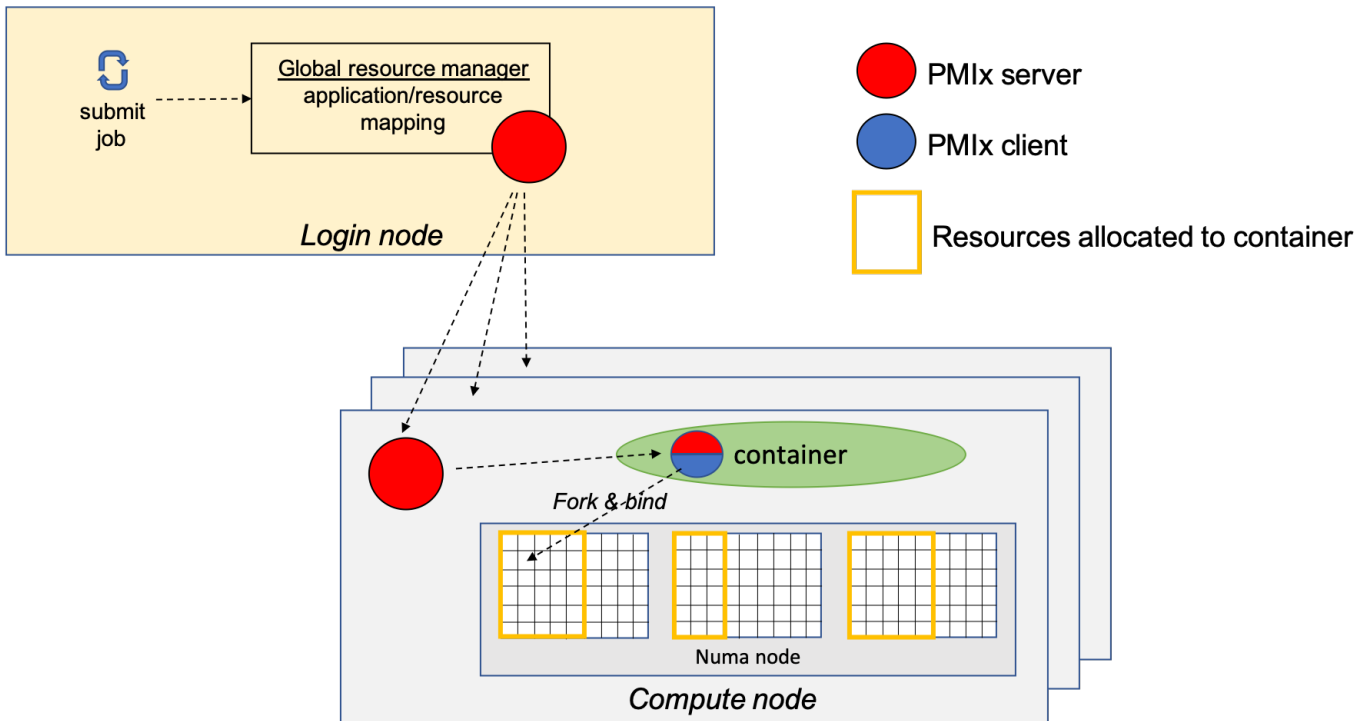 submit
job
Global resource manager
application/resource
mapping
Login node
PMIx server
PMIx client
Resources allocated to container
container
Fork & bind
Numa node
Compute node